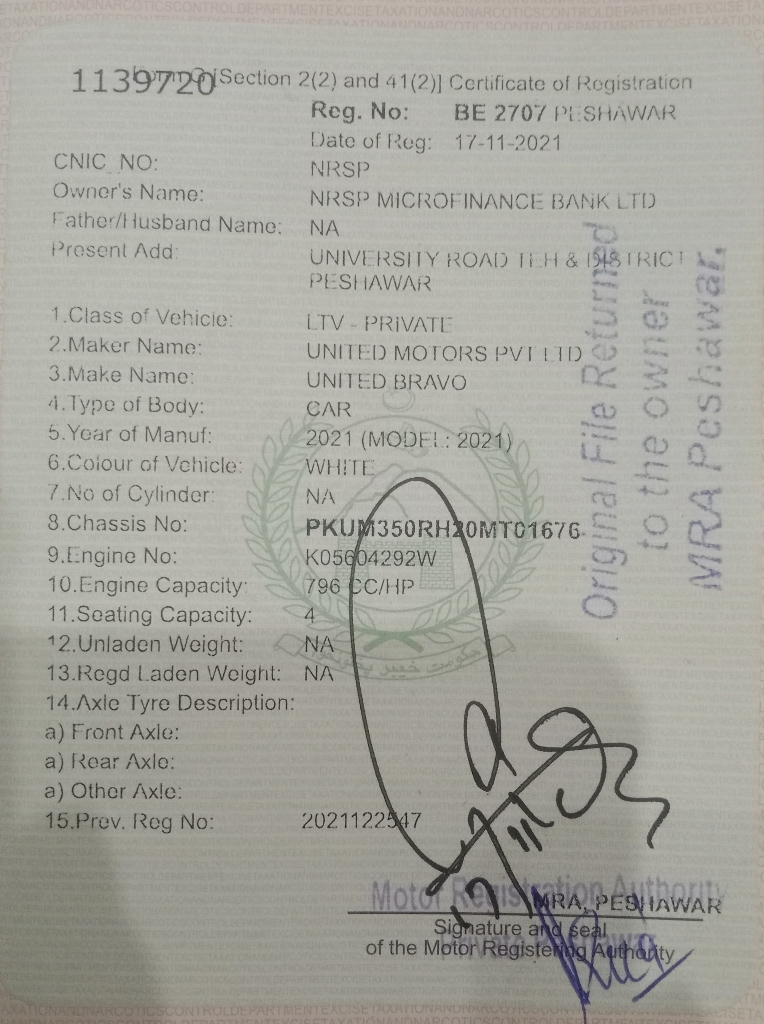 EXCISETAXATIONANDNARCOTICSCONTROLDEPARTMENT
1139720
[Section 2(2) and 41(2)] Certificate of Registration
Reg. No: BE 2707 PESHAWAR
Date of Reg: 17-11-2021
CNIC NO: NRSP
Owner's Name: NRSP MICROFINANCE BANK LTD
Father/Husband Name: NA
Present Add: UNIVERSITY ROAD TEH & DISTRICT
PESHAWAR
1.Class of Vehicle: LTV - PRIVATE
2.Maker Name: UNITED MOTORS PVT LTD
3.Make Name: UNITED BRAVO
4.Type of Body: CAR
5.Year of Manuf: 2021 (MODEL: 2021)
6.Colour of Vehicle: WHITE
7.No of Cylinder: NA
8.Chassis No: PKUM350RH20MT01676
9.Engine No: K05604292W
10.Engine Capacity: 796 CC/HP
11.Seating Capacity: 4
12.Unladen Weight: NA
13.Regd Laden Weight: NA
14.Axle Tyre Description:
a) Front Axle:
a) Rear Axle:
a) Other Axle:
15.Prev. Reg No: 2021122547
Original File Returned
to the owner
MRA Peshawar.
Motor Registration Authority
MRA, PESHAWAR
Signature and seal
of the Motor Registering Authority